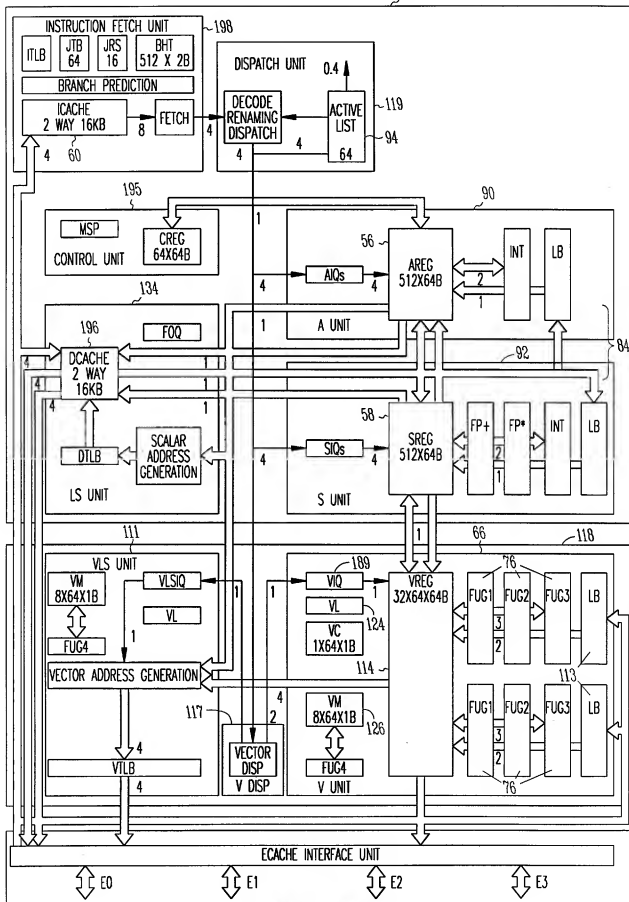 INSTRUCTION FETCH UNIT
198
ITLB
JTB
64
JRS
16
BHT
512 X 2B
BRANCH PREDICTION
ICACHE
2 WAY 16KB
60
8
FETCH
4
4
DISPATCH UNIT
0.4
DECODE
RENAMING
DISPATCH
ACTIVE
LIST
64
119
94
4
4
195
MSP
CREG
64X64B
CONTROL UNIT
1
90
56
AREG
512X64B
INT
LB
4
AIQs
4
2
1
A UNIT
84
134
196
FOQ
1
DCACHE
2 WAY
16KB
4
4
4
1
1
92
58
SREG
512X64B
FP+
FP*
INT
LB
DTLB
SCALAR
ADDRESS
GENERATION
4
SIQs
4
2
1
LS UNIT
S UNIT
111
1
66
118
VLS UNIT
VM
8X64X1B
VLSIQ
1
1
189
VIQ
1
VREG
32X64X64B
76
FUG1
FUG2
FUG3
LB
VL
1
VL
124
VC
1X64X1B
3
2
FUG4
VECTOR ADDRESS GENERATION
114
4
113
117
2
VM
8X64X1B
126
FUG1
FUG2
FUG3
LB
4
VECTOR
DISP
3
2
VTLB
4
V DISP
FUG4
V UNIT
76
ECACHE INTERFACE UNIT
E0
E1
E2
E3